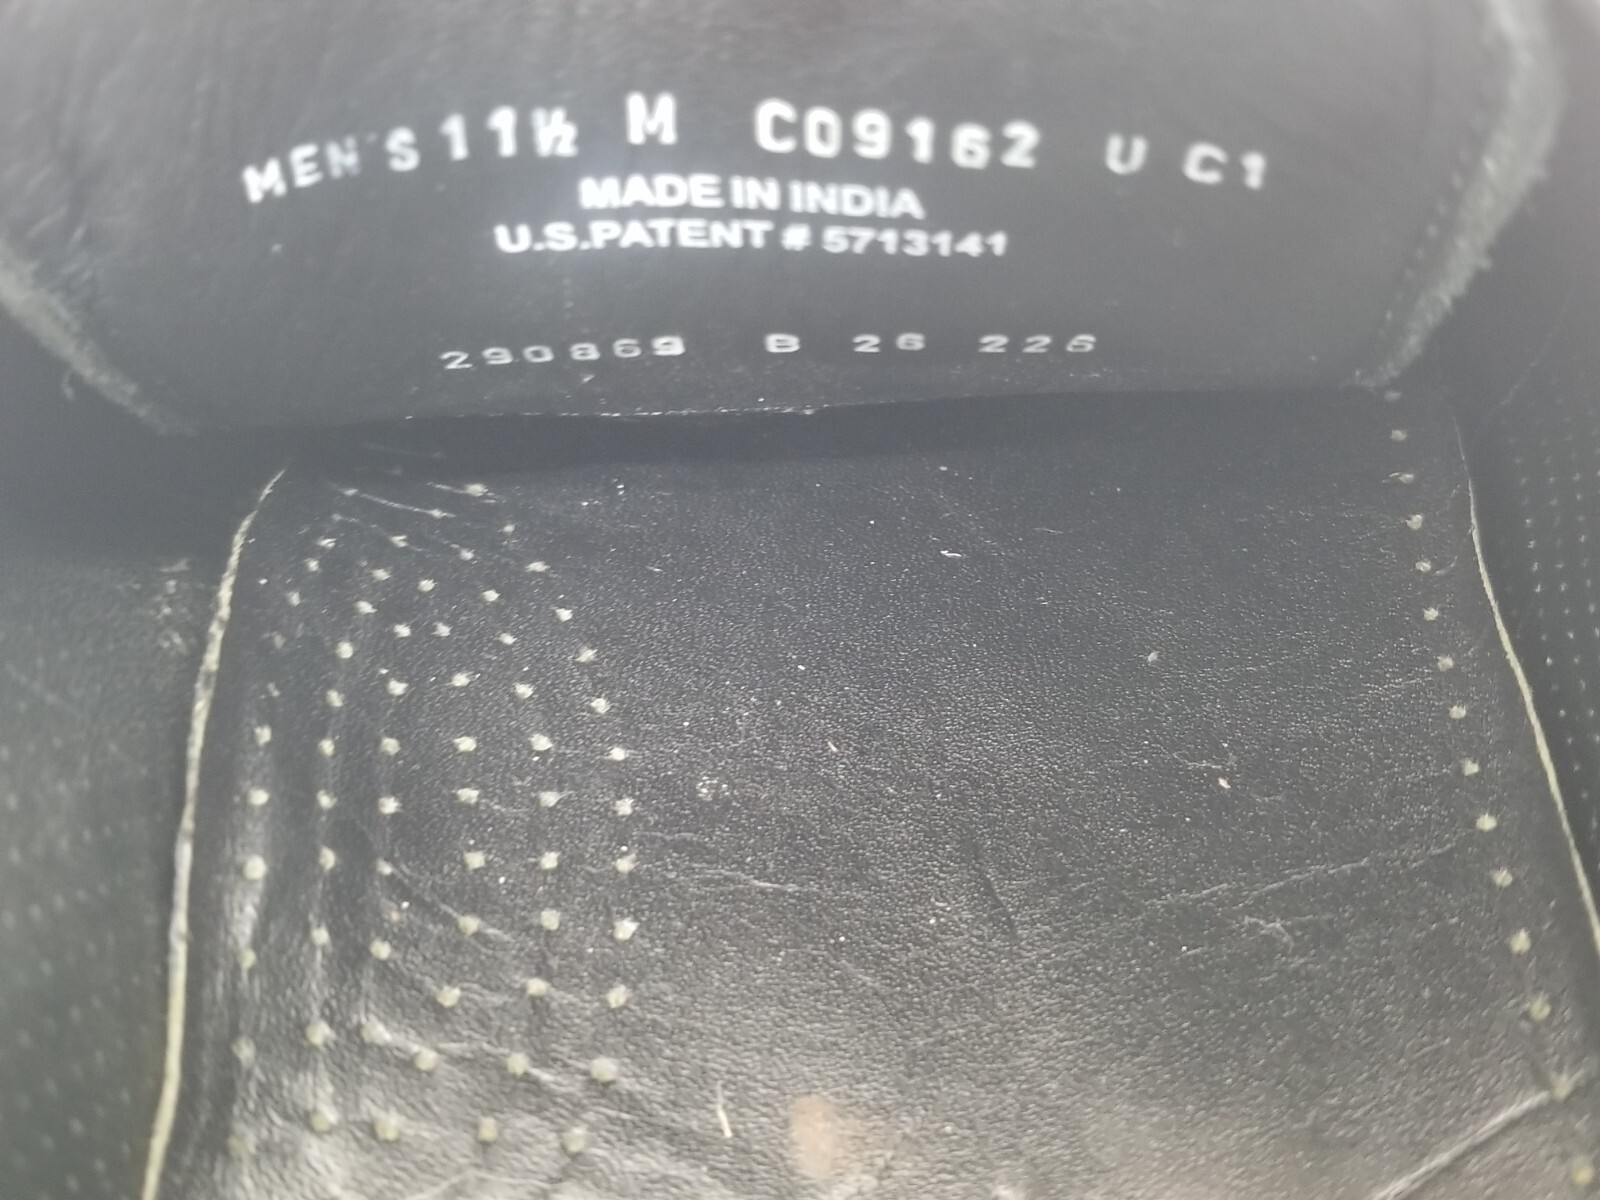 MEN'S 11½ M C09162 U C1
MADE IN INDIA
U.S.PATENT # 5713141
290869 B 26 226